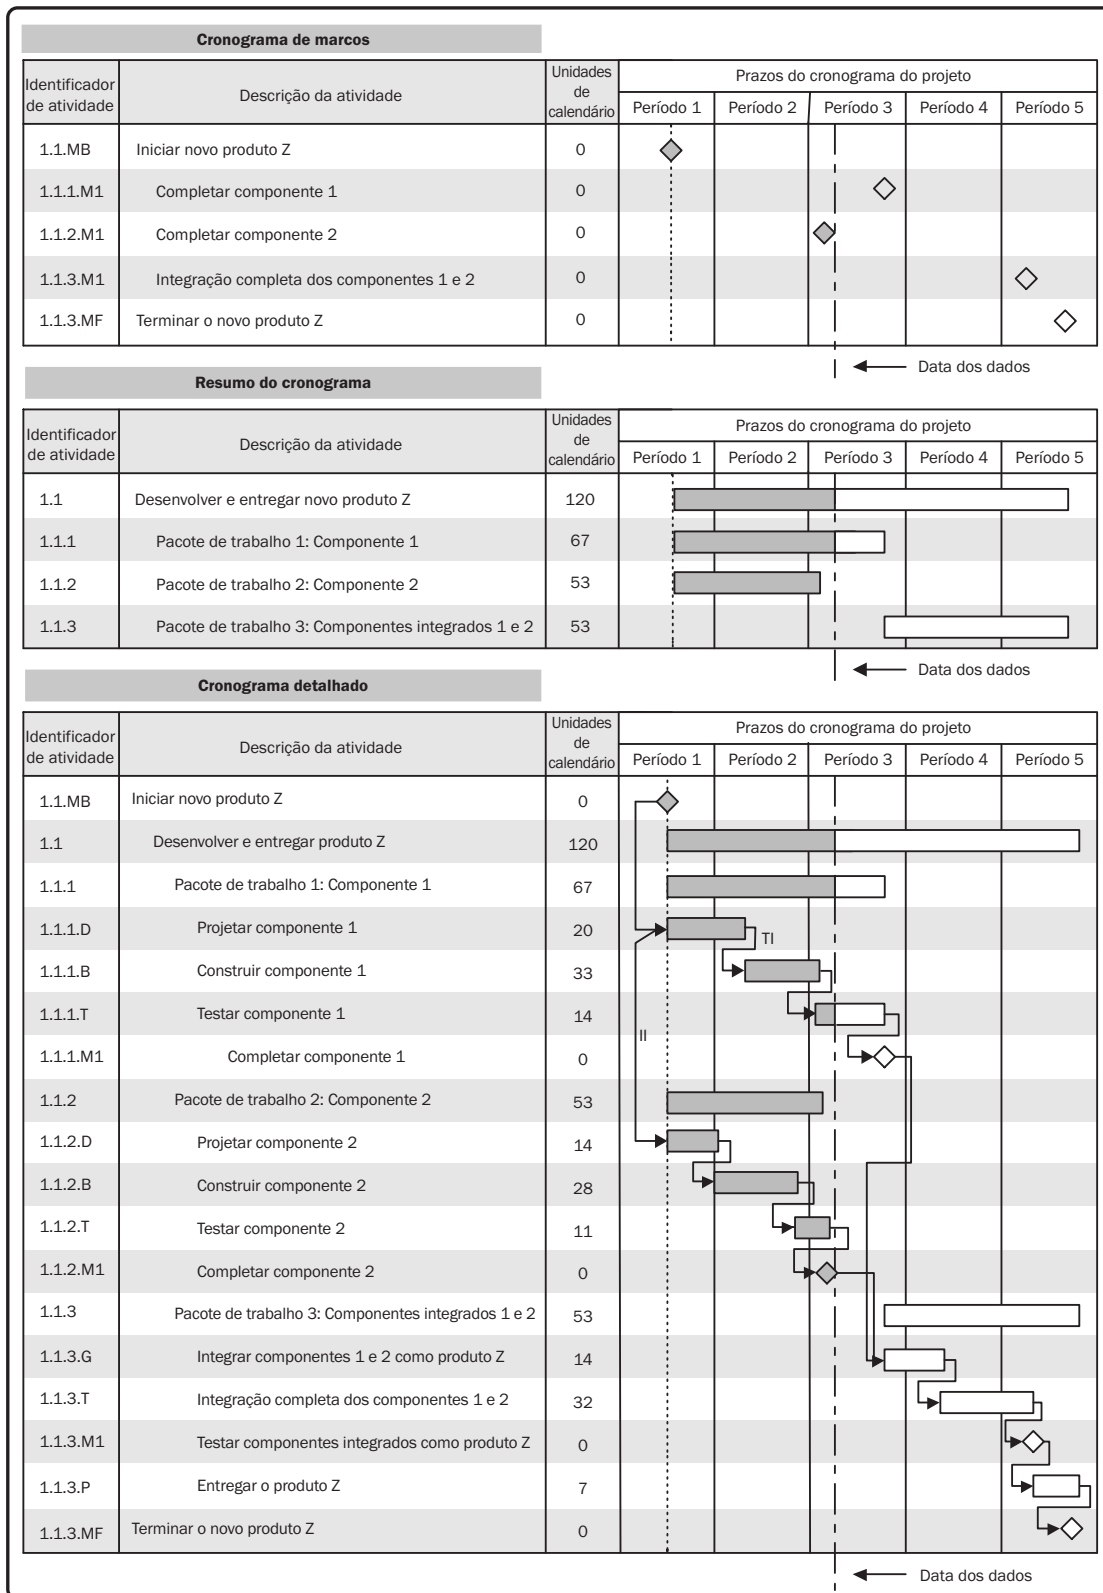 Cronograma de marcos
Identificador de atividade
Descrição da atividade
Unidades de calendário
Prazos do cronograma do projeto
Período 1 Período 2 Período 3 Período 4 Período 5
1.1.MB Iniciar novo produto Z 0
1.1.1.M1 Completar componente 1 0
1.1.2.M1 Completar componente 2 0
1.1.3.M1 Integração completa dos componentes 1 e 2 0
1.1.3.MF Terminar o novo produto Z 0
Data dos dados
Resumo do cronograma
Identificador de atividade
Descrição da atividade
Unidades de calendário
Prazos do cronograma do projeto
Período 1 Período 2 Período 3 Período 4 Período 5
1.1 Desenvolver e entregar novo produto Z 120
1.1.1 Pacote de trabalho 1: Componente 1 67
1.1.2 Pacote de trabalho 2: Componente 2 53
1.1.3 Pacote de trabalho 3: Componentes integrados 1 e 2 53
Data dos dados
Cronograma detalhado
Identificador de atividade
Descrição da atividade
Unidades de calendário
Prazos do cronograma do projeto
Período 1 Período 2 Período 3 Período 4 Período 5
1.1.MB Iniciar novo produto Z 0
1.1 Desenvolver e entregar produto Z 120
1.1.1 Pacote de trabalho 1: Componente 1 67
1.1.1.D Projetar componente 1 20
TI
1.1.1.B Construir componente 1 33
1.1.1.T Testar componente 1 14
II
1.1.1.M1 Completar componente 1 0
1.1.2 Pacote de trabalho 2: Componente 2 53
1.1.2.D Projetar componente 2 14
1.1.2.B Construir componente 2 28
1.1.2.T Testar componente 2 11
1.1.2.M1 Completar componente 2 0
1.1.3 Pacote de trabalho 3: Componentes integrados 1 e 2 53
1.1.3.G Integrar componentes 1 e 2 como produto Z 14
1.1.3.T Integração completa dos componentes 1 e 2 32
1.1.3.M1 Testar componentes integrados como produto Z 0
1.1.3.P Entregar o produto Z 7
1.1.3.MF Terminar o novo produto Z 0
Data dos dados